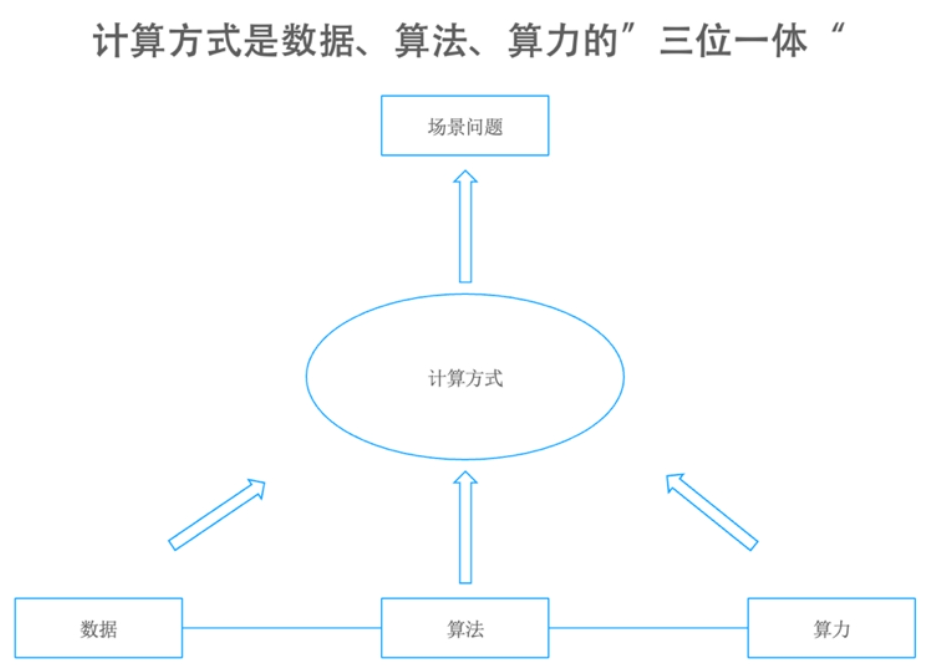 计算方式是数据、算法、算力的”三位一体“
场景问题
计算方式
数据
算法
算力